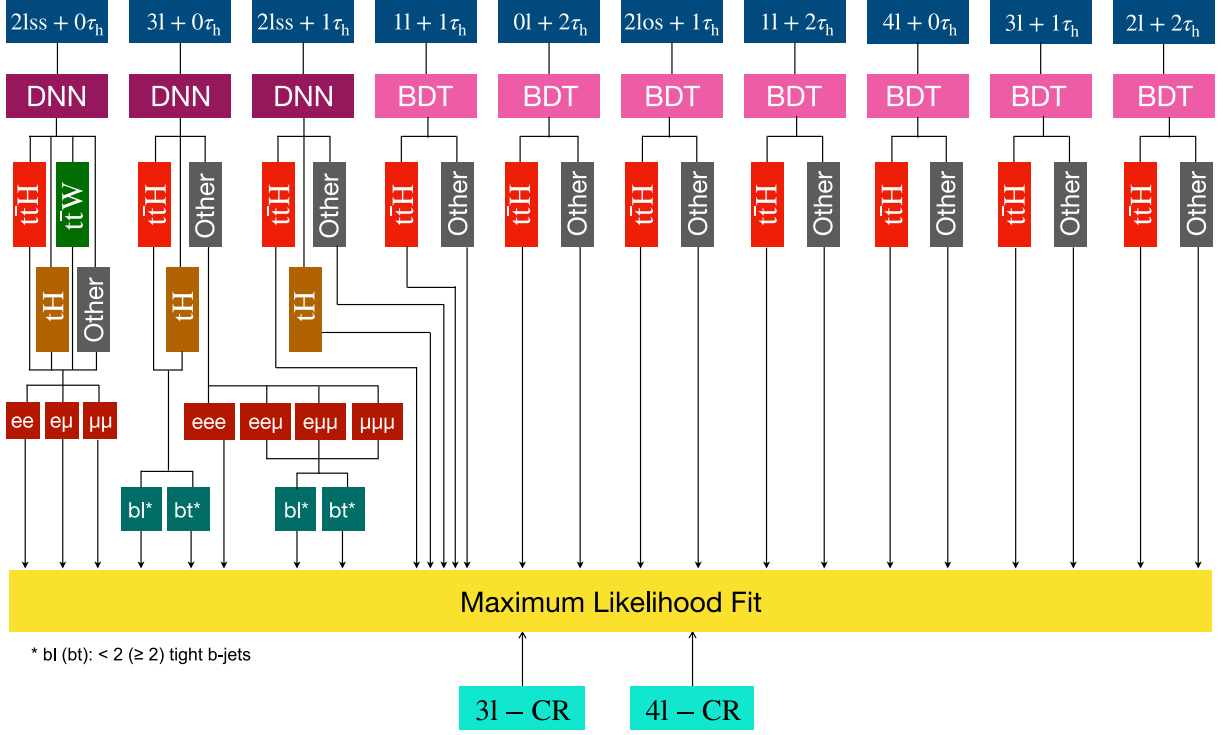 2lss + 0τh 3l + 0τh 2lss + 1τh 1l + 1τh 0l + 2τh 2los + 1τh 1l + 2τh 4l + 0τh 3l + 1τh 2l + 2τh
DNN DNN DNN BDT BDT BDT BDT BDT BDT BDT
tt̄H tt̄W tt̄H Other tt̄H Other tt̄H Other tt̄H Other tt̄H Other tt̄H Other tt̄H Other tt̄H Other tt̄H Other
tH Other tH tH
ee eμ μμ eee eeμ eμμ μμμ
bl* bt* bl* bt*
Maximum Likelihood Fit
* bl (bt): < 2 (≥ 2) tight b-jets
3l – CR 4l – CR